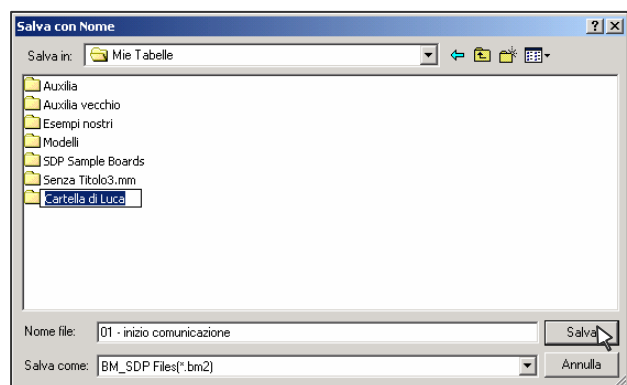 Salva con Nome
Salva in: Mie Tabelle
Auxilia
Auxilia vecchio
Esempi nostri
Modelli
SDP Sample Boards
Senza Titolo3.mm
Cartella di Luca
Nome file: 01 - inizio comunicazione Salva
Salva come: BM_SDP Files(*.bm2) Annulla